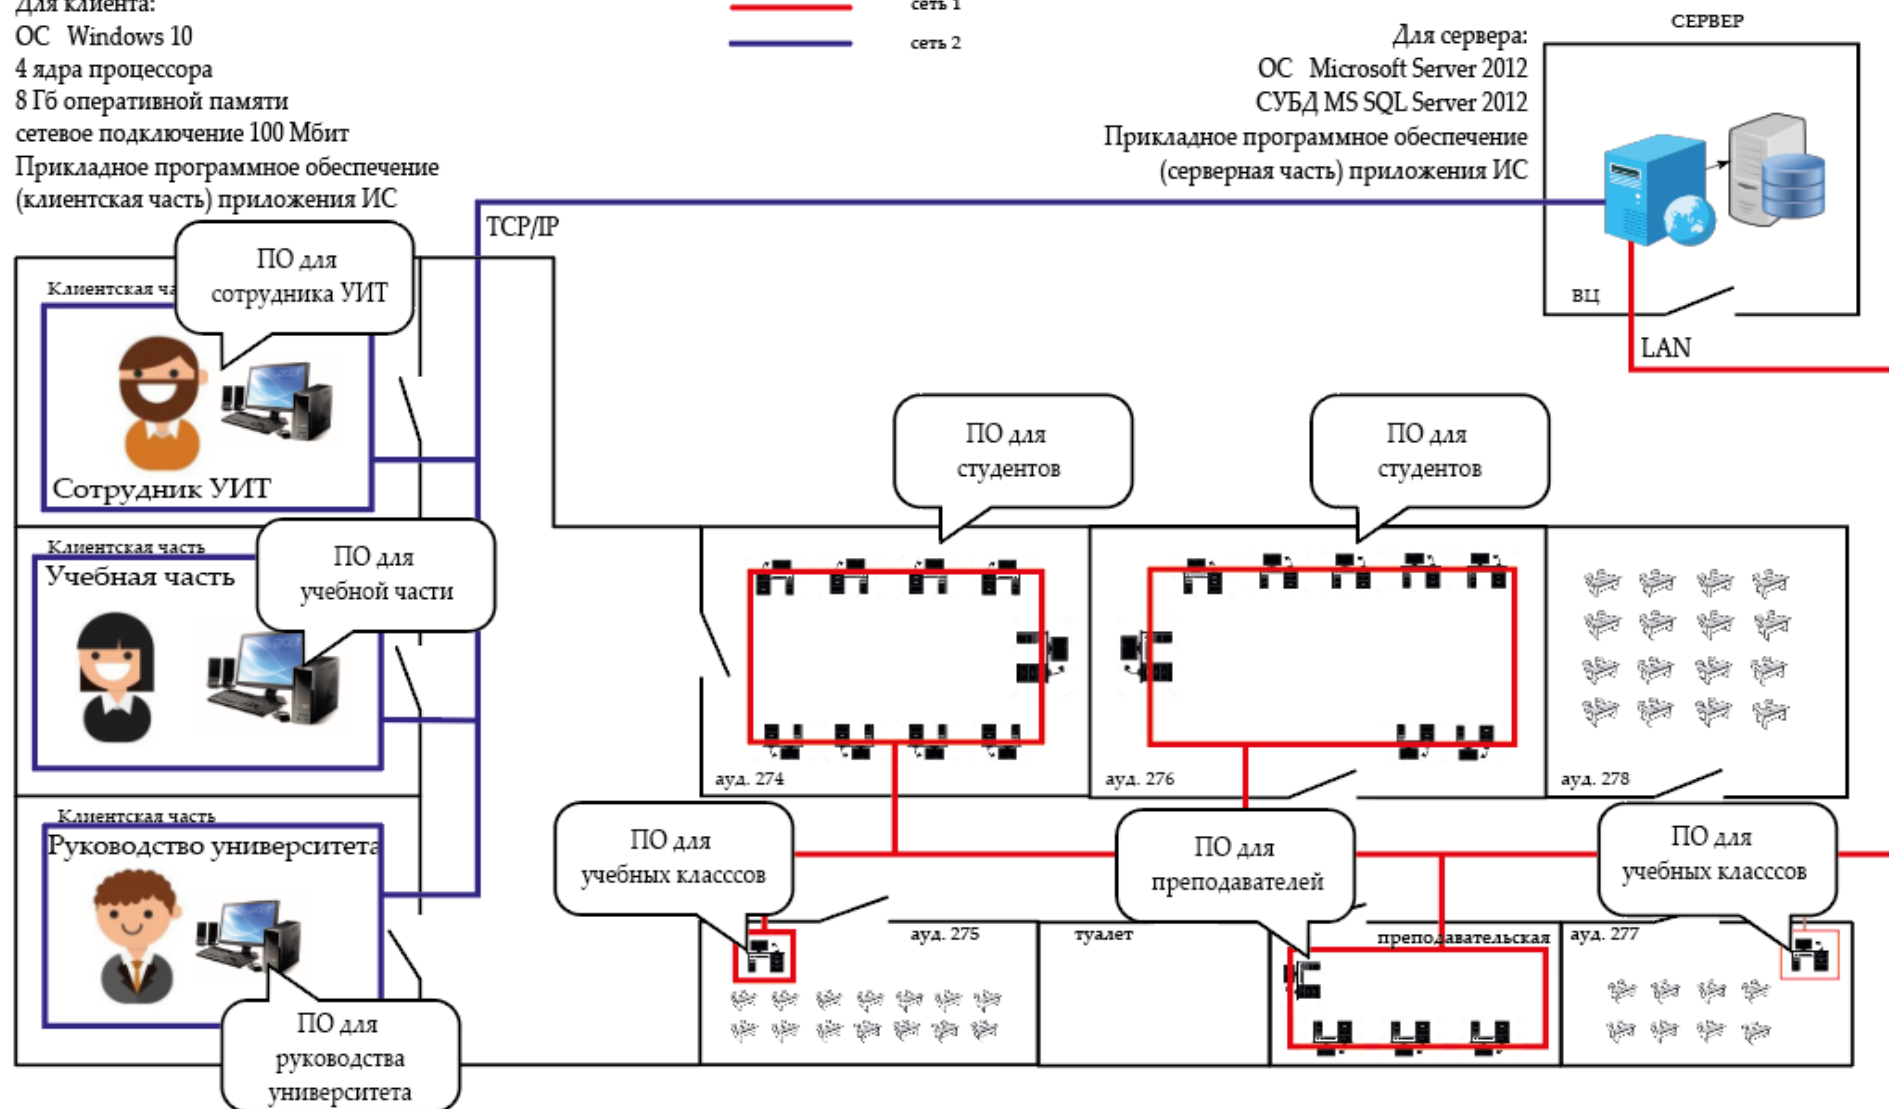 Для клиента:
ОС Windows 10
4 ядра процессора
8 Гб оперативной памяти
сетевое подключение 100 Мбит
Прикладное программное обеспечение
(клиентская часть) приложения ИС
сеть 1
сеть 2
Для сервера:
ОС Microsoft Server 2012
СУБД MS SQL Server 2012
Прикладное программное обеспечение
(серверная часть) приложения ИС
СЕРВЕР
ВЦ
LAN
TCP/IP
ПО для
сотрудника УИТ
Клиентская ча
Сотрудник УИТ
Клиентская часть
Учебная часть
ПО для
учебной части
Клиентская часть
Руководство университета
ПО для
руководства
университета
ПО для
студентов
ПО для
студентов
ауд. 274
ауд. 276
ауд. 278
ПО для
учебных класссов
ПО для
преподавателей
ПО для
учебных класссов
ауд. 275
туалет
преподавательская
ауд. 277